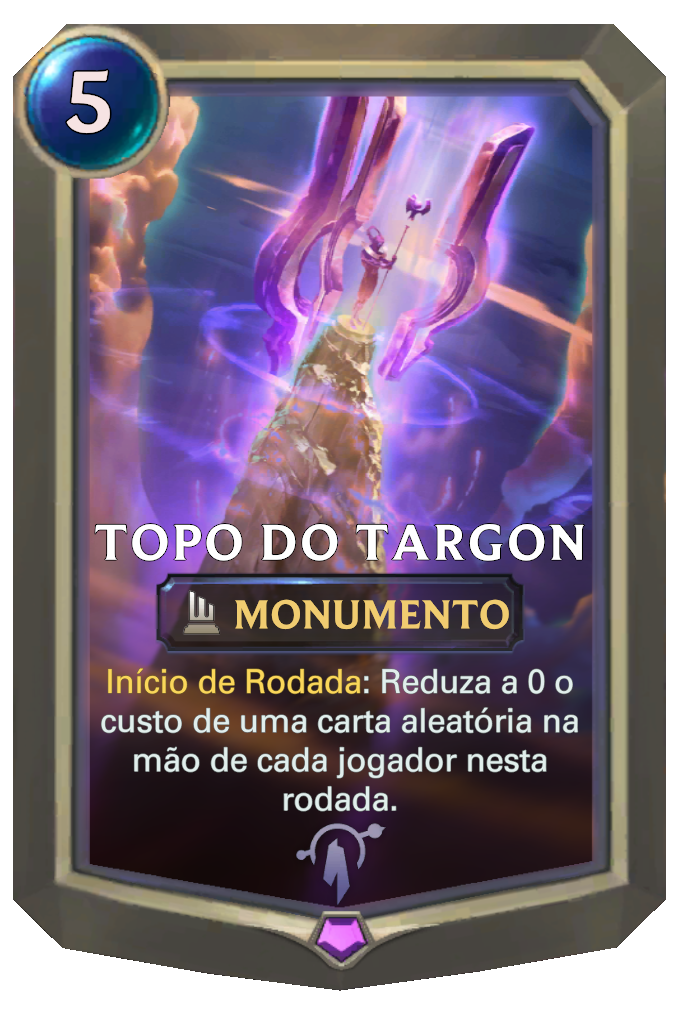 5
TOPO DO TARGON
MONUMENTO
Início de Rodada: Reduza a 0 o
custo de uma carta aleatória na
mão de cada jogador nesta
rodada.